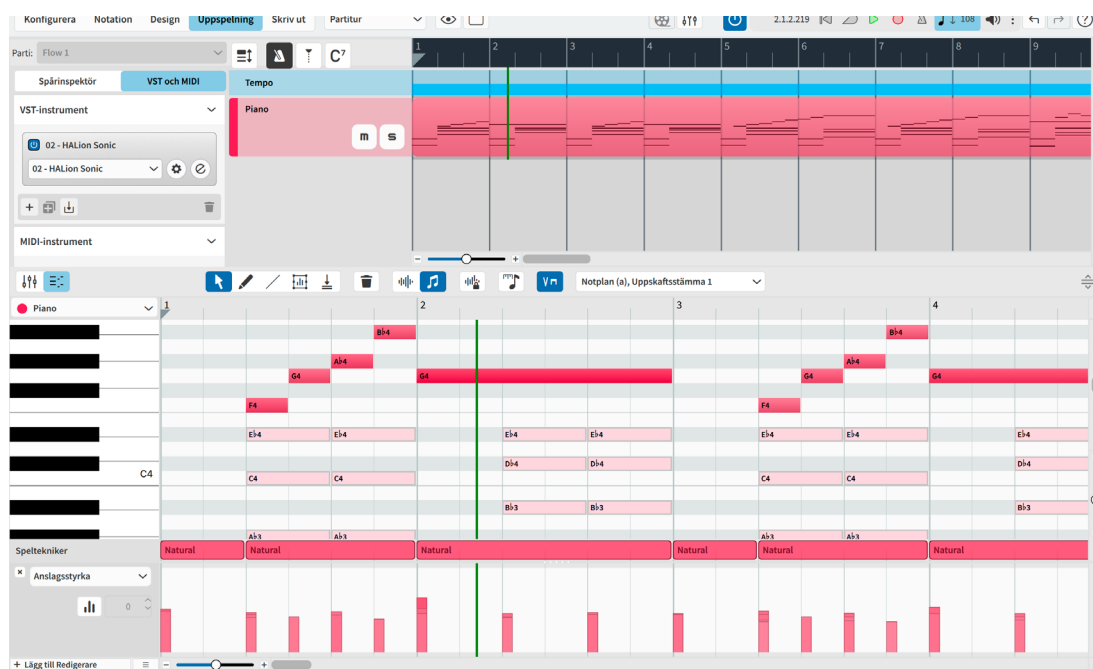 Konfigurera Notation Design Uppspelning Skriv ut Partitur 2.1.2.219 108
Parti: Flow 1 C7 1 2 3 4 5 6 7 8 9
Spårinspektör VST och MIDI Tempo
VST-instrument Piano
m s
02 - HALion Sonic
02 - HALion Sonic
MIDI-instrument
Notplan (a), Uppskaftsstämma 1
Piano 1 2 3 4
B♭4 B♭4
A♭4 A♭4
G4 G4 G4 G4
F4 F4
E♭4 E♭4 E♭4 E♭4 E♭4 E♭4 E♭4
D♭4 D♭4 D♭4
C4 C4 C4 C4 C4
B♭3 B♭3 B♭3
A♭3 A♭3 A♭3 A♭3
Speltekniker Natural Natural Natural Natural Natural Natural
Anslagsstyrka
0
+ Lägg till Redigerare